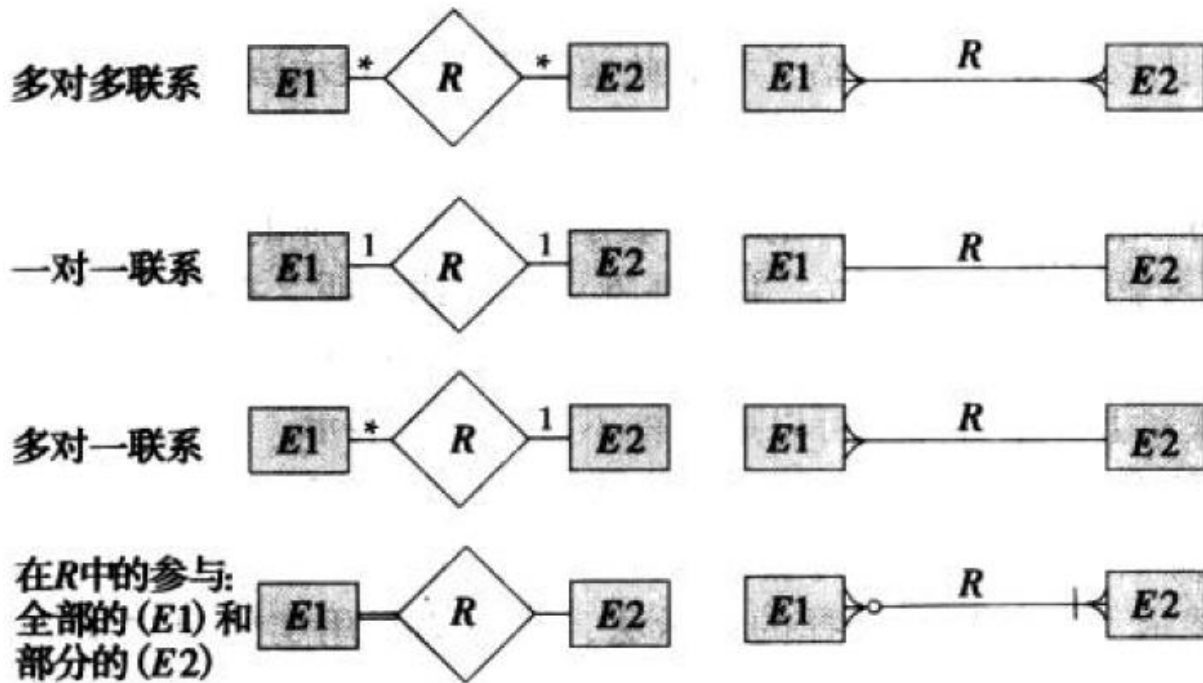 多对多联系
E1 * R * E2
E1 R E2
一对一联系
E1 1 R 1 E2
E1 R E2
多对一联系
E1 * R 1 E2
E1 R E2
在R中的参与:
全部的(E1)和
部分的(E2)
E1 R E2
E1 R E2